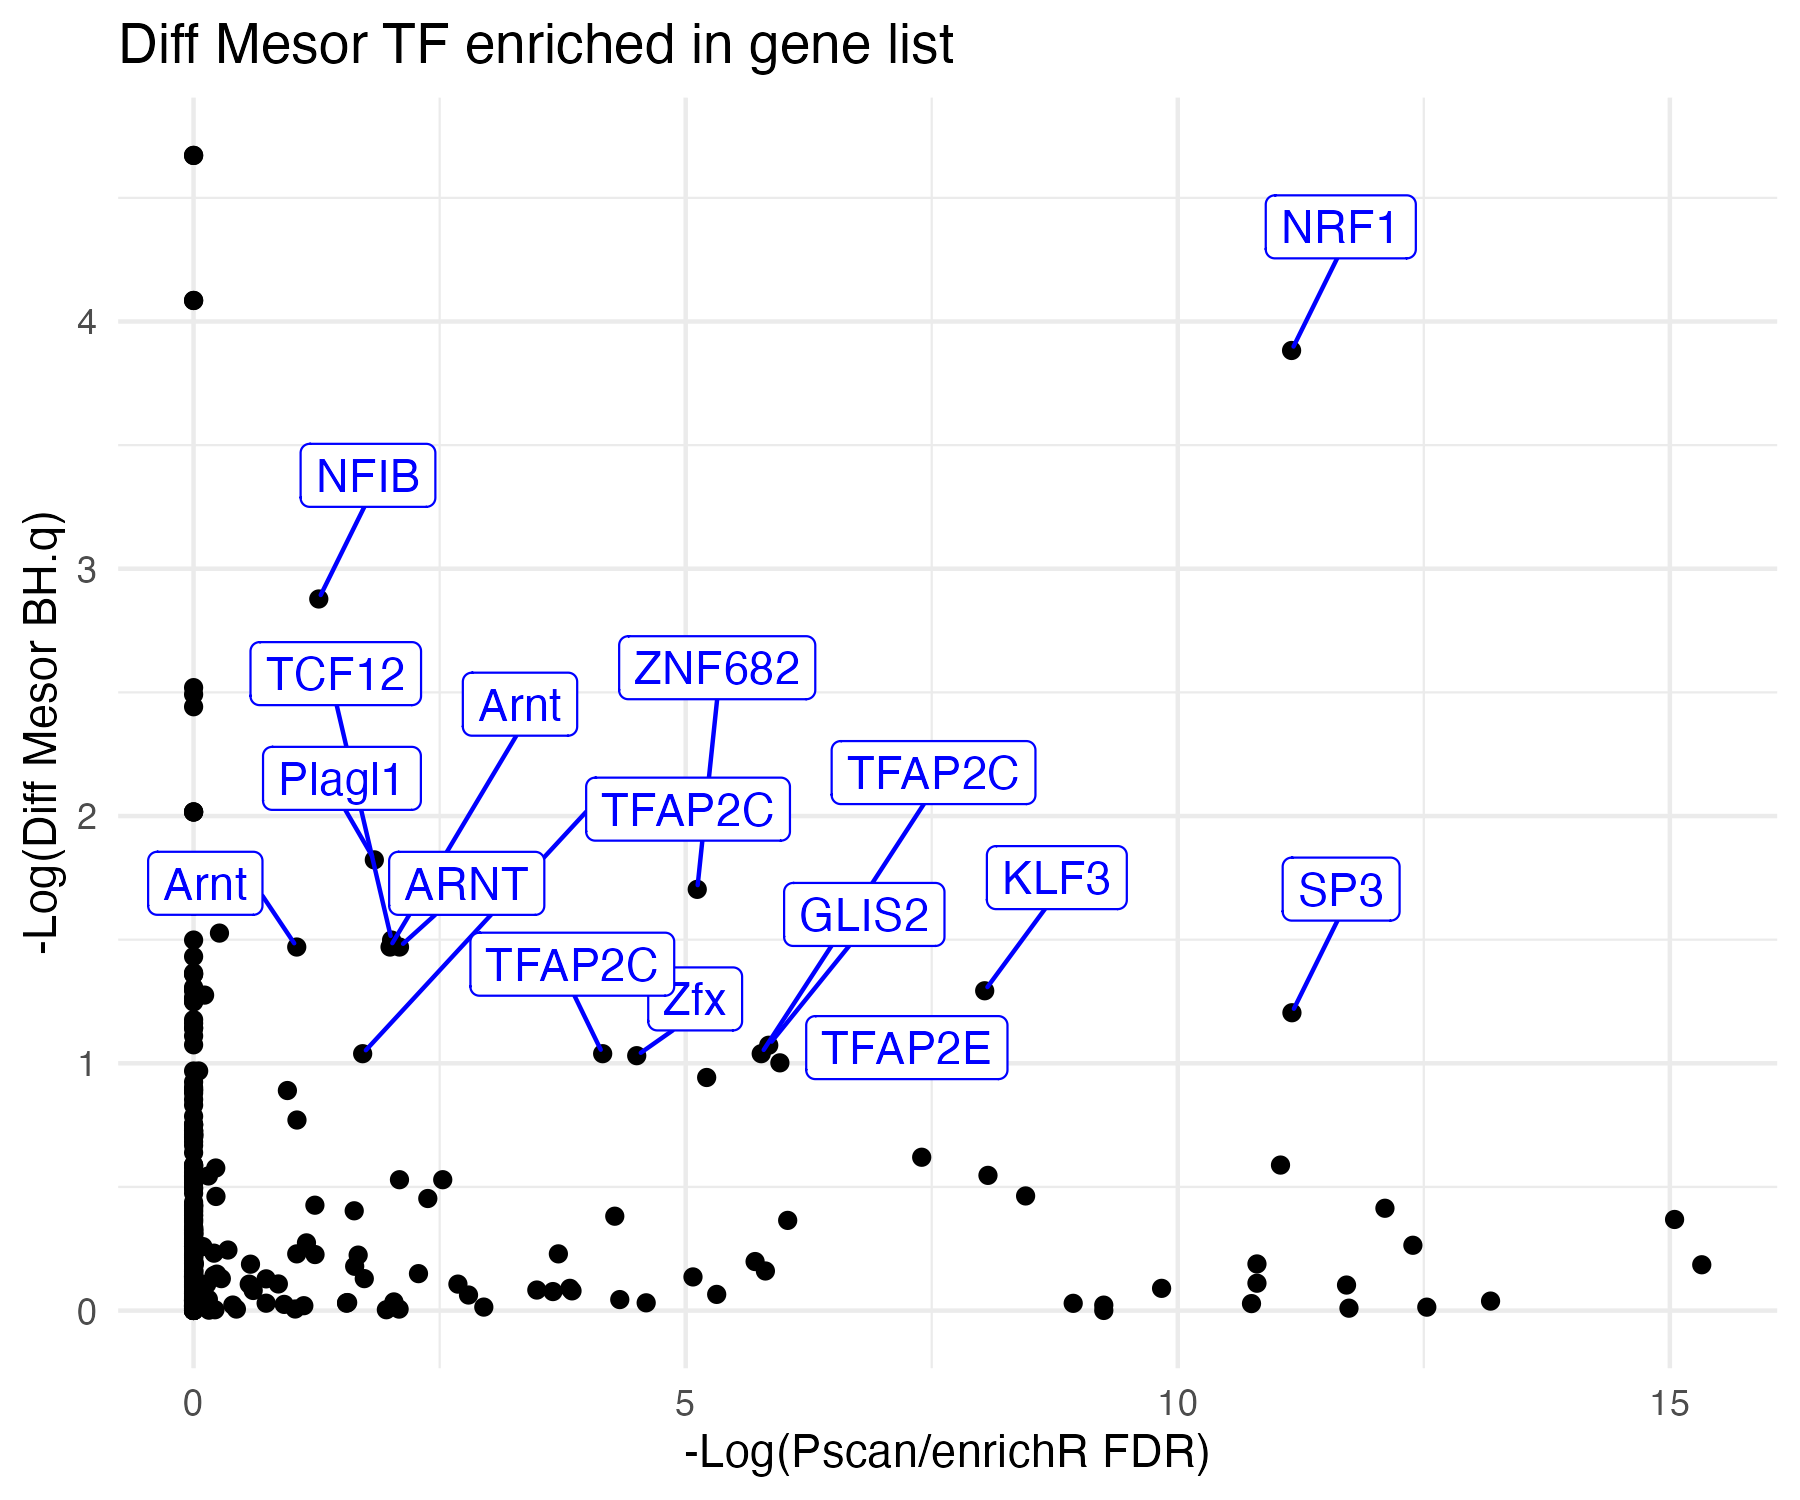 Diff Mesor TF enriched in gene list
-Log(Diff Mesor BH.q)
4
3
2
1
0
NRF1
NFIB
TCF12
ZNF682
Arnt
Plagl1
TFAP2C
TFAP2C
Arnt
ARNT
KLF3
SP3
GLIS2
TFAP2C
Zfx
TFAP2E
0
5
10
15
-Log(Pscan/enrichR FDR)